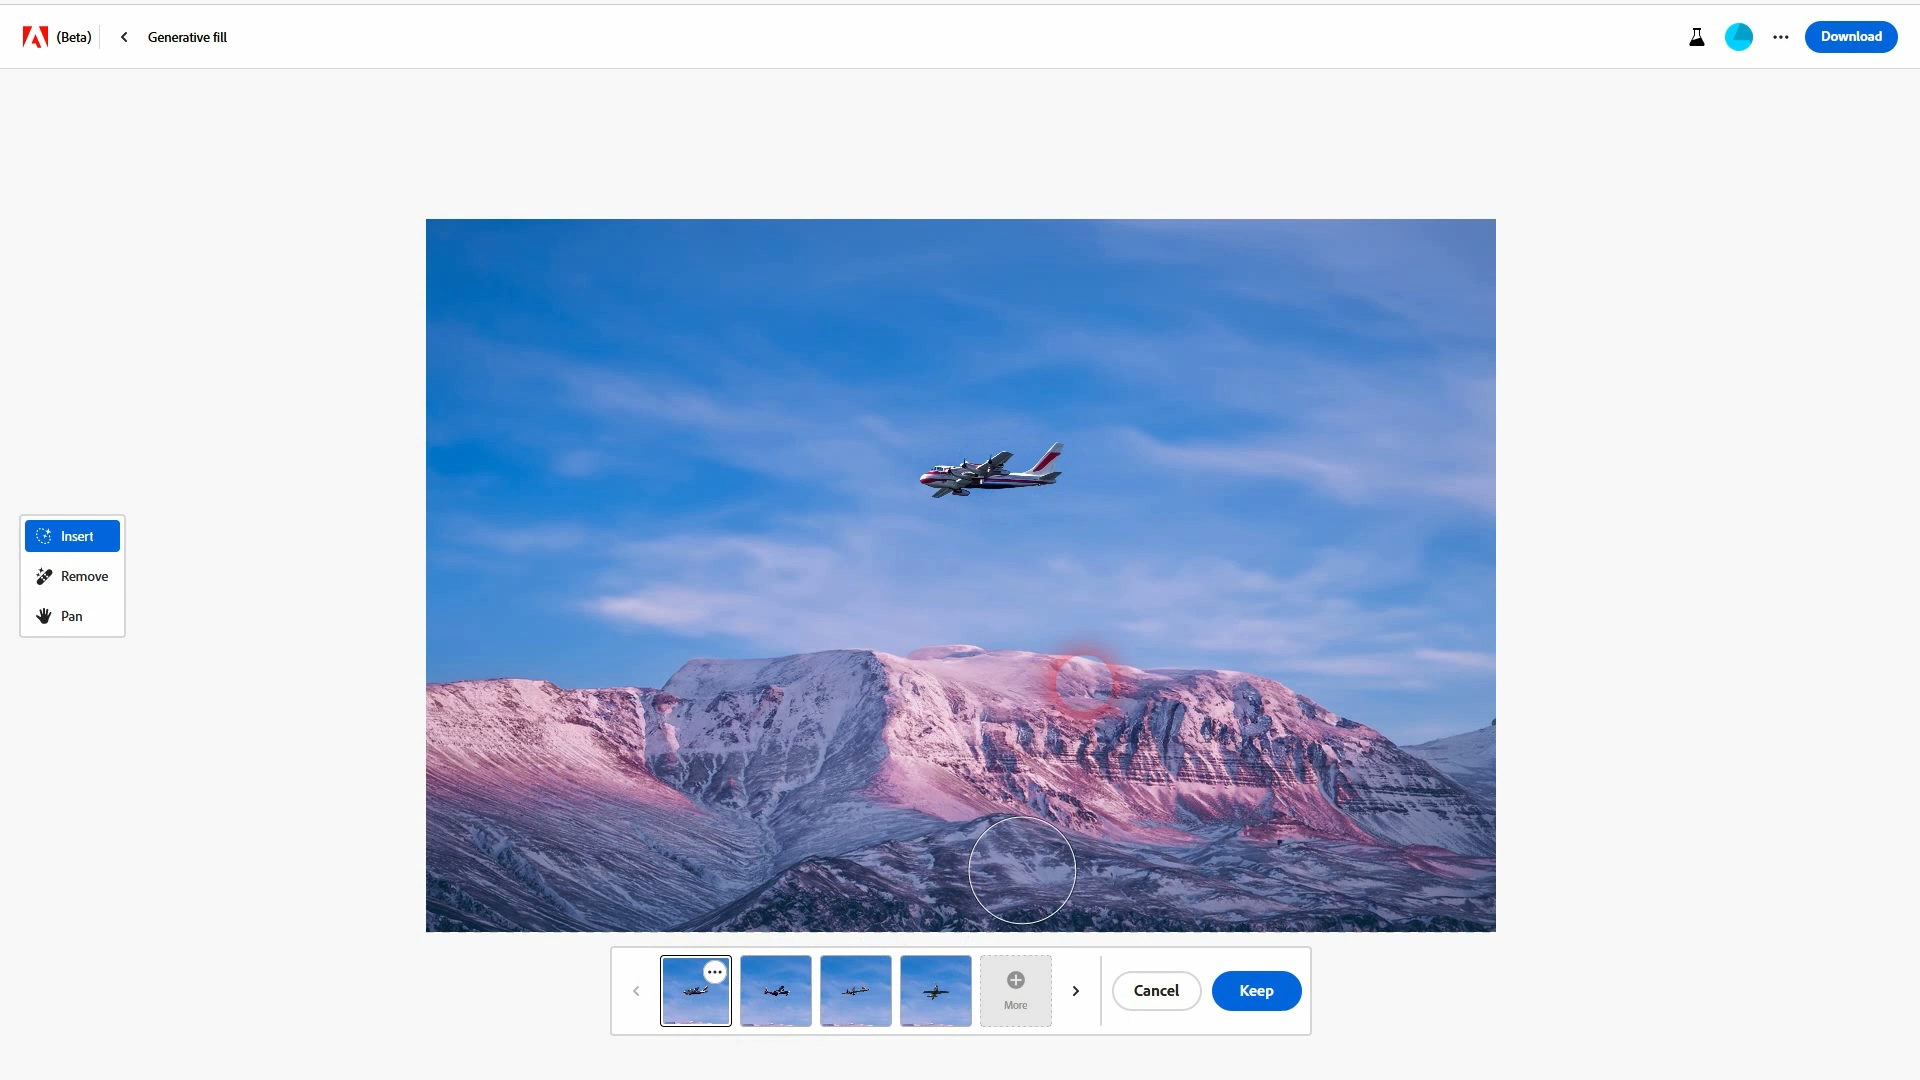 (Beta)
Generative fill
Download
Insert
Remove
Pan
More
Cancel
Keep